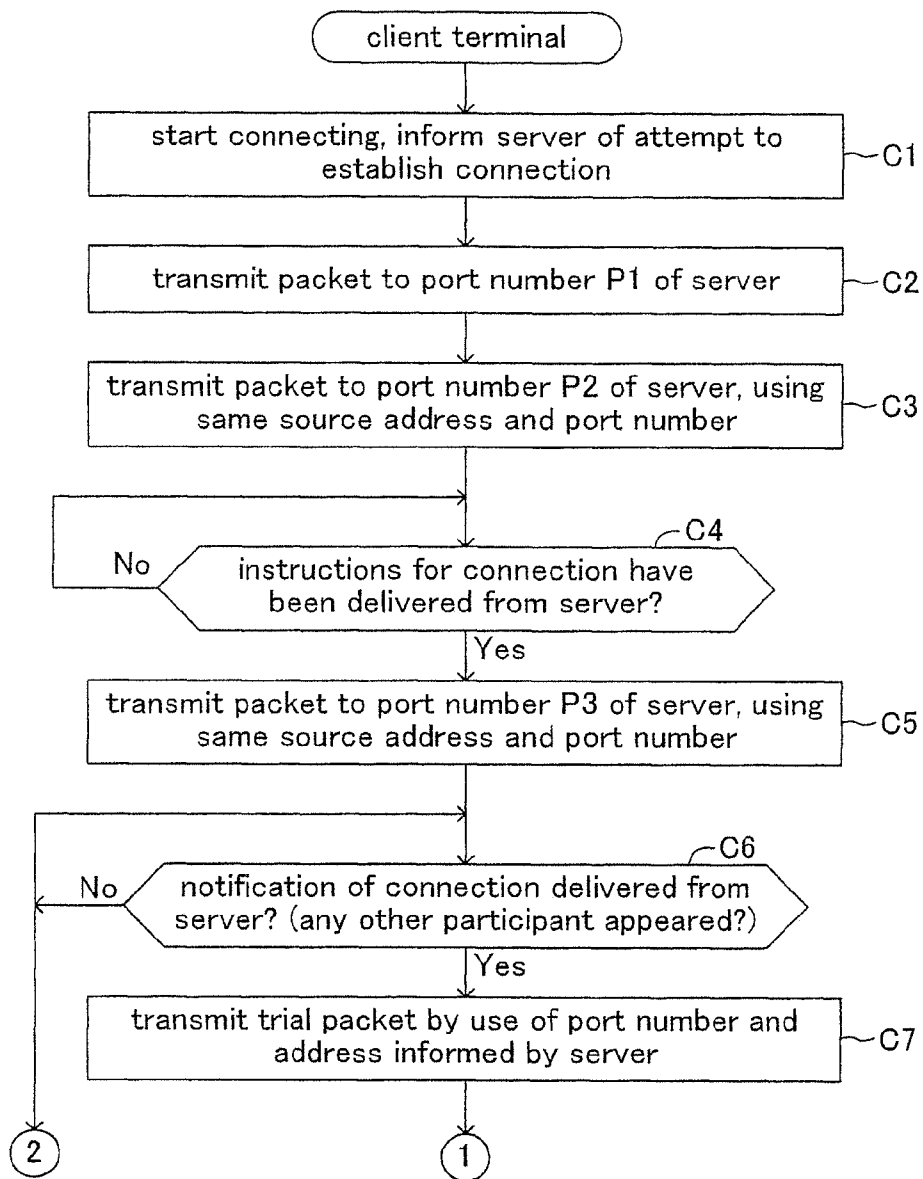 client terminal
start connecting, inform server of attempt to
establish connection
C1
transmit packet to port number P1 of server
C2
transmit packet to port number P2 of server, using
same source address and port number
C3
C4
No
instructions for connection have
been delivered from server?
Yes
transmit packet to port number P3 of server, using
same source address and port number
C5
C6
No
notification of connection delivered from
server? (any other participant appeared?)
Yes
transmit trial packet by use of port number and
address informed by server
C7
2
1